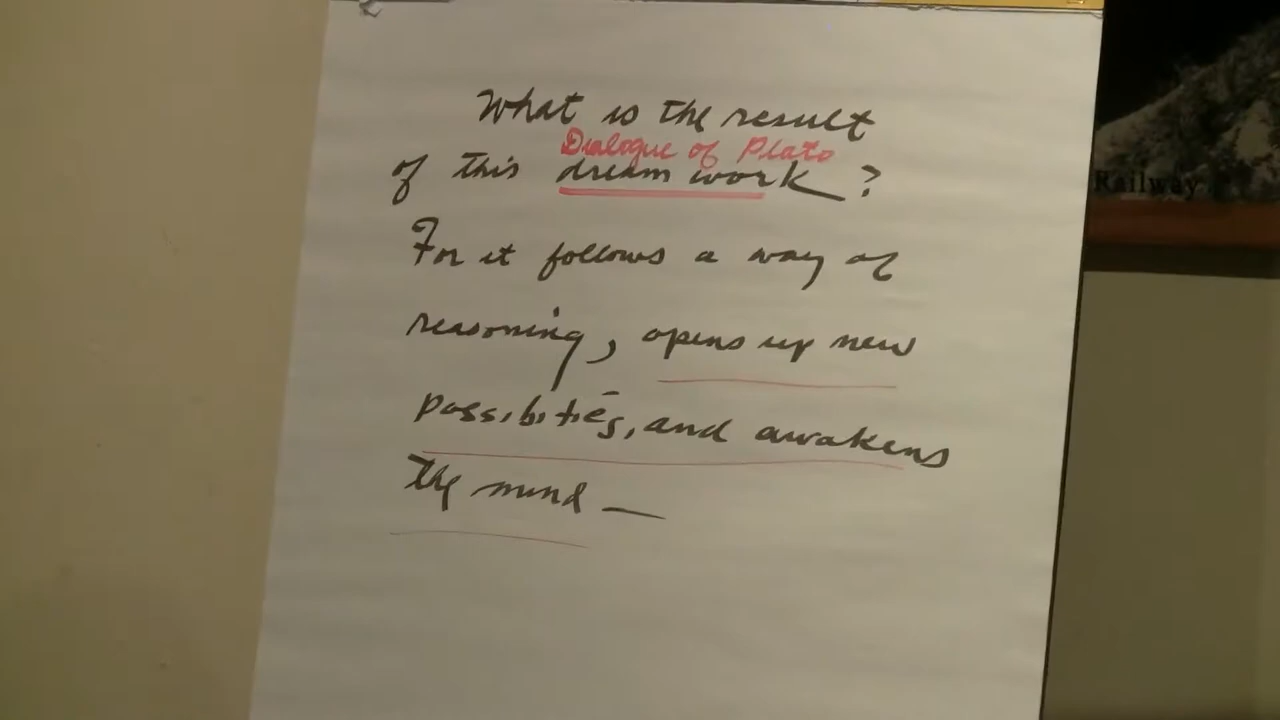 What is the result
Dialogue of Plato
of this dream work?
For it follows a way of
reasoning, opens up new
possibities, and awakens
the mind —
Railway